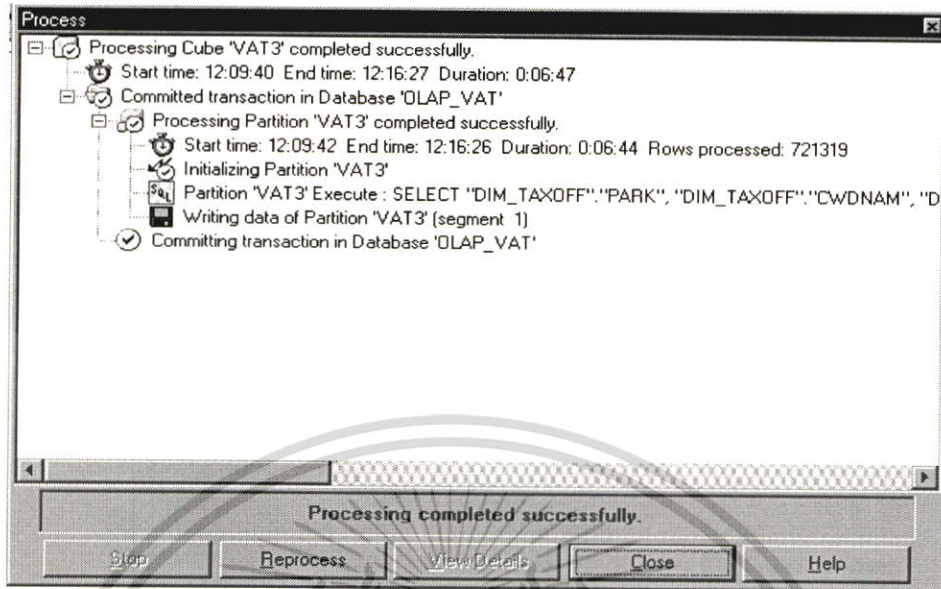 Process
Processing Cube 'VAT3' completed successfully.
Start time: 12:09:40 End time: 12:16:27 Duration: 0:06:47
Committed transaction in Database 'OLAP_VAT'
Processing Partition 'VAT3' completed successfully.
Start time: 12:09:42 End time: 12:16:26 Duration: 0:06:44 Rows processed: 721319
Initializing Partition 'VAT3'
SQL Partition 'VAT3' Execute : SELECT "DIM_TAXOFF"."PARK", "DIM_TAXOFF"."CWDNAM", "D
Writing data of Partition 'VAT3' (segment 1)
Committing transaction in Database 'OLAP_VAT'
Processing completed successfully.
Stop Reprocess View Details Close Help